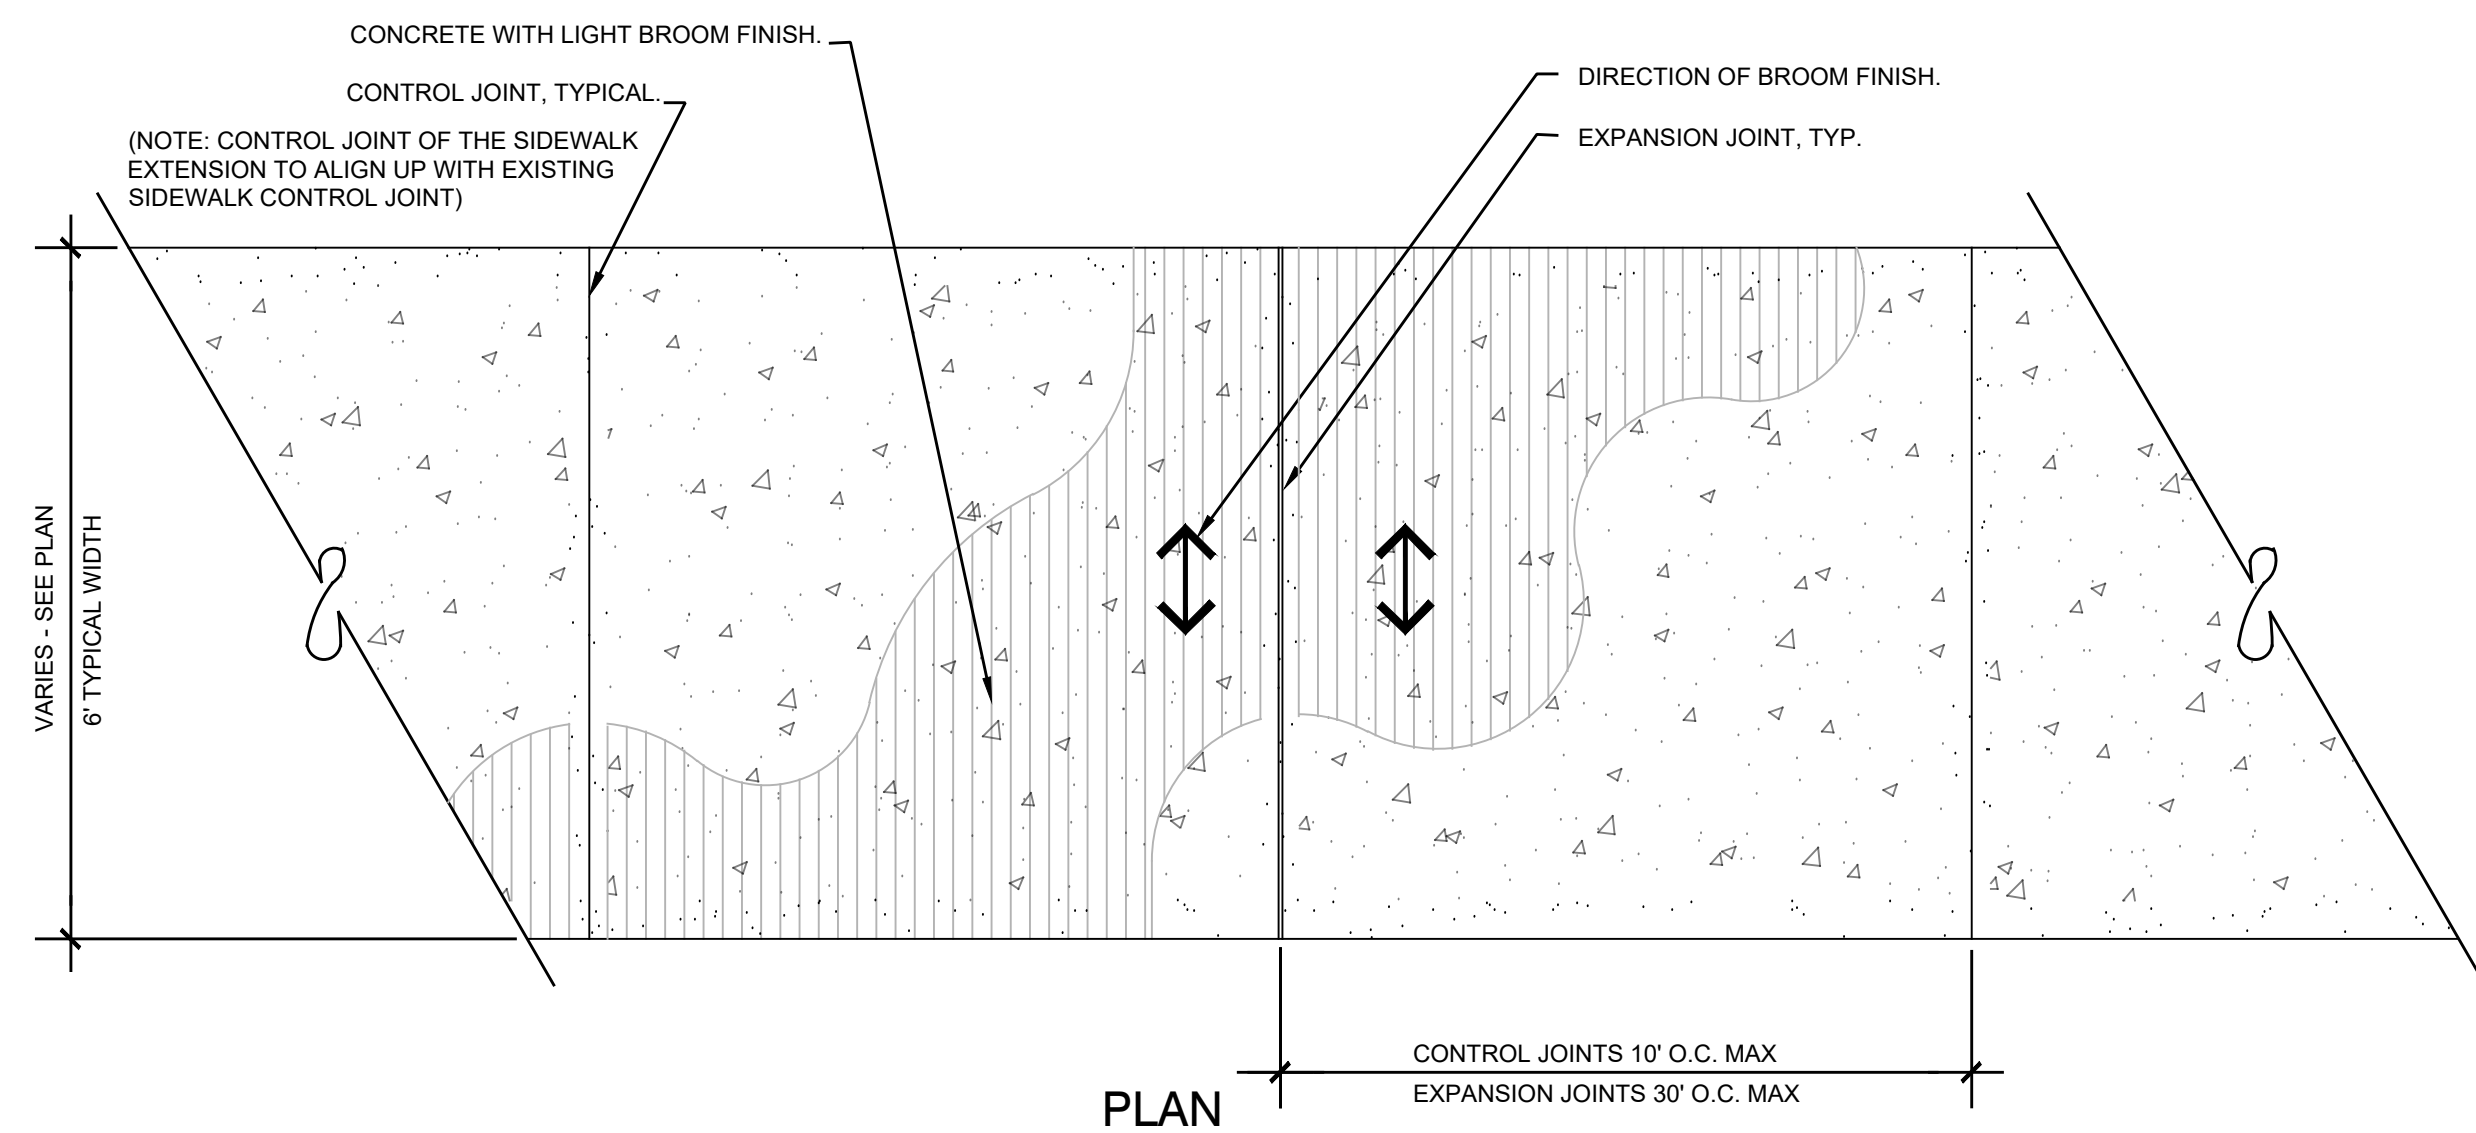 CONCRETE WITH LIGHT BROOM FINISH.
CONTROL JOINT, TYPICAL.
(NOTE: CONTROL JOINT OF THE SIDEWALK
EXTENSION TO ALIGN UP WITH EXISTING
SIDEWALK CONTROL JOINT)
DIRECTION OF BROOM FINISH.
EXPANSION JOINT, TYP.
VARIES - SEE PLAN
6' TYPICAL WIDTH
CONTROL JOINTS 10' O.C. MAX
EXPANSION JOINTS 30' O.C. MAX
PLAN